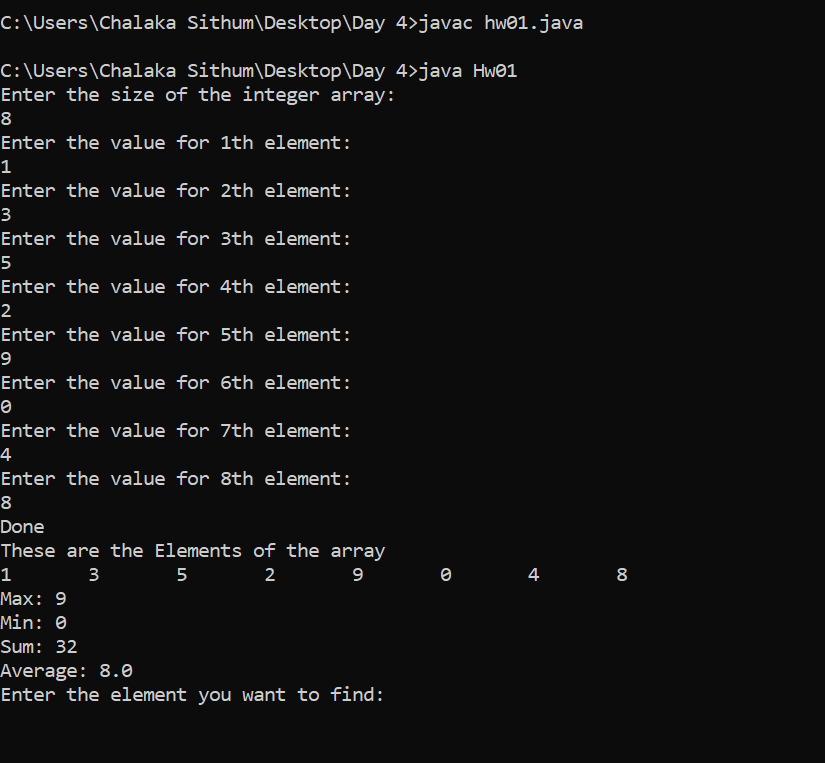 C:\Users\Chalaka Sithum\Desktop\Day 4>javac hw01.java
C:\Users\Chalaka Sithum\Desktop\Day 4>java Hw01
Enter the size of the integer array:
8
Enter the value for 1th element:
1
Enter the value for 2th element:
3
Enter the value for 3th element:
5
Enter the value for 4th element:
2
Enter the value for 5th element:
9
Enter the value for 6th element:
0
Enter the value for 7th element:
4
Enter the value for 8th element:
8
Done
These are the Elements of the array
1 3 5 2 9 0 4 8
Max: 9
Min: 0
Sum: 32
Average: 8.0
Enter the element you want to find: